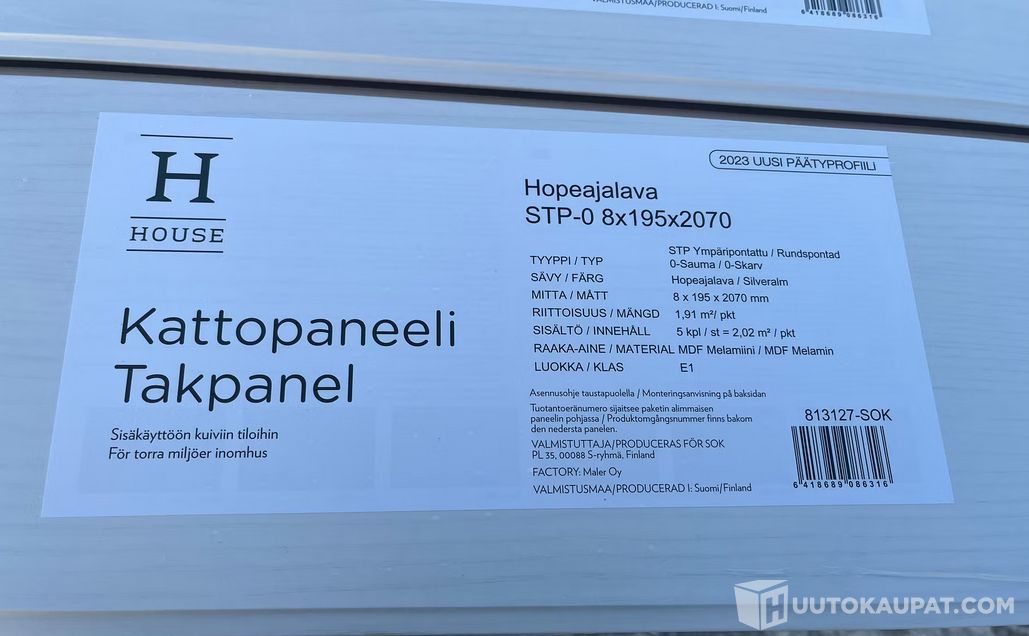 VALMISTUSMAA/PRODUCERAD I: Suomi/Finland
6 418689 086316
H
HOUSE
Kattopaneeli
Takpanel
Sisäkäyttöön kuiviin tiloihin
För torra miljöer inomhus
2023 UUSI PÄÄTYPROFIILI
Hopeajalava
STP-0 8x195x2070
TYYPPI / TYP STP Ympäripontattu / Rundspontad
0-Sauma / 0-Skarv
SÄVY / FÄRG Hopeajalava / Silveralm
MITTA / MÅTT 8 x 195 x 2070 mm
RIITTOISUUS / MÄNGD 1,91 m²/ pkt
SISÄLTÖ / INNEHÅLL 5 kpl / st = 2,02 m² / pkt
RAAKA-AINE / MATERIAL MDF Melamiini / MDF Melamin
LUOKKA / KLAS E1
Asennusohje taustapuolella / Monteringsanvisning på baksidan
Tuotantoeränumero sijaitsee paketin alimmaisen
paneelin pohjassa / Produktomgångsnummer finns bakom
den nedersta panelen.
VALMISTUTTAJA/PRODUCERAS FÖR SOK
PL 35, 00088 S-ryhmä, Finland
FACTORY: Maler Oy
VALMISTUSMAA/PRODUCERAD I: Suomi/Finland
813127-SOK
6 418689 086316
HUUTOKAUPAT.COM